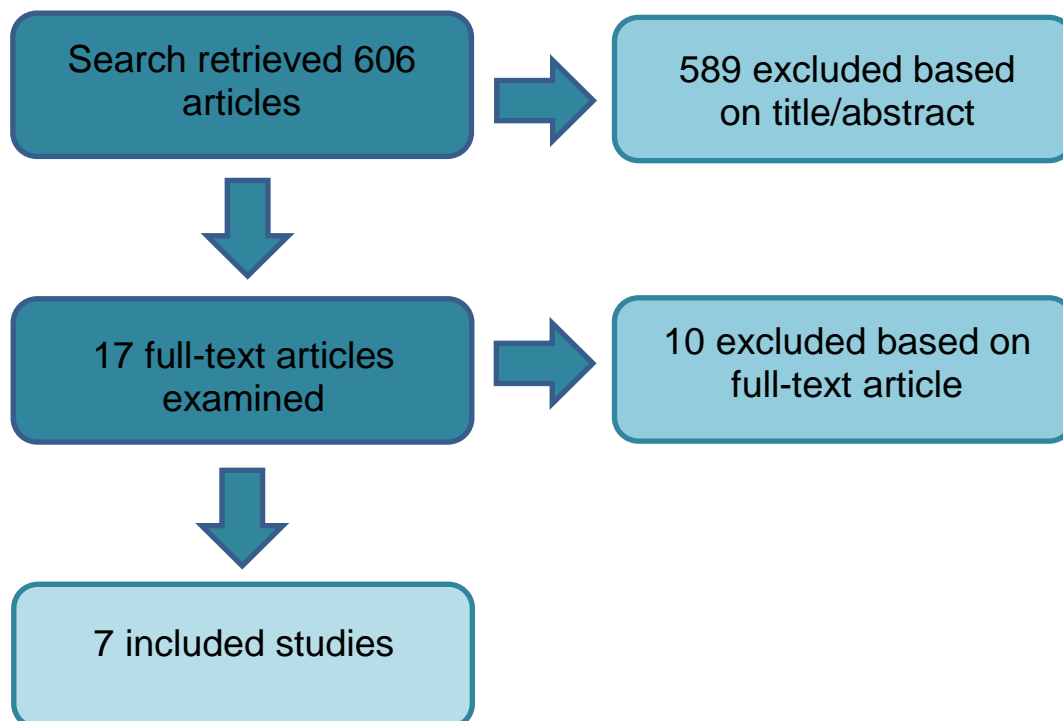 Search retrieved 606
articles
589 excluded based
on title/abstract
17 full-text articles
examined
10 excluded based on
full-text article
7 included studies